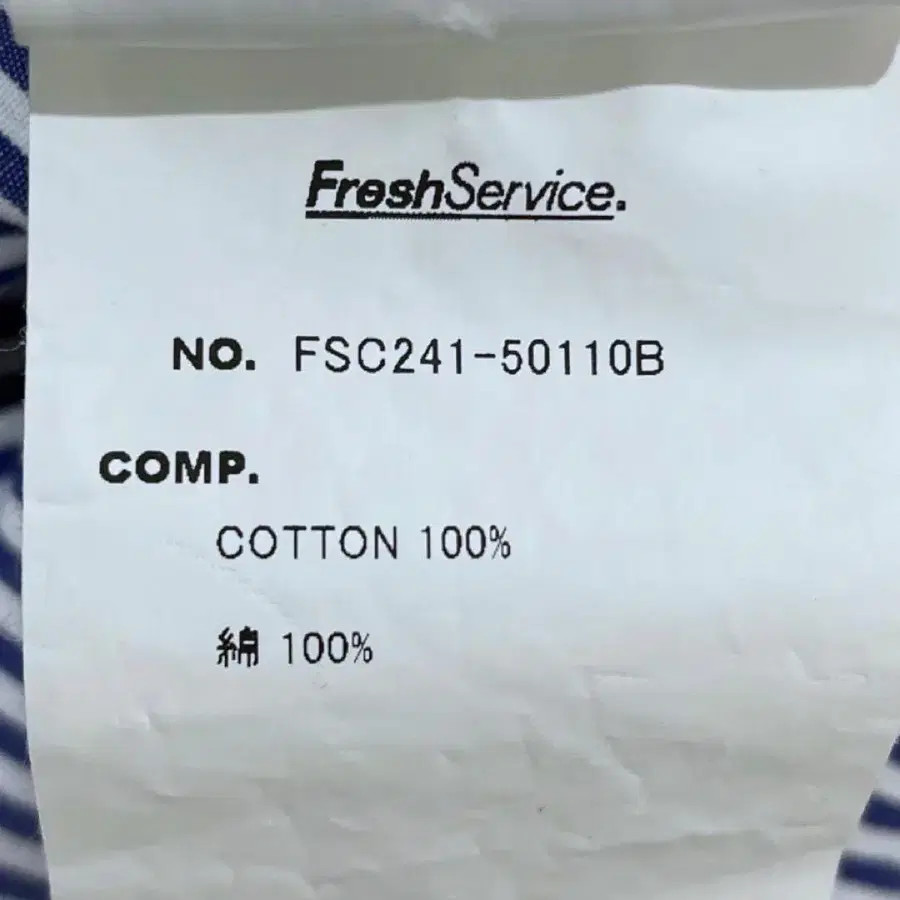 FreshService.
NO. FSC241-50110B
COMP.
COTTON 100%
綿 100%